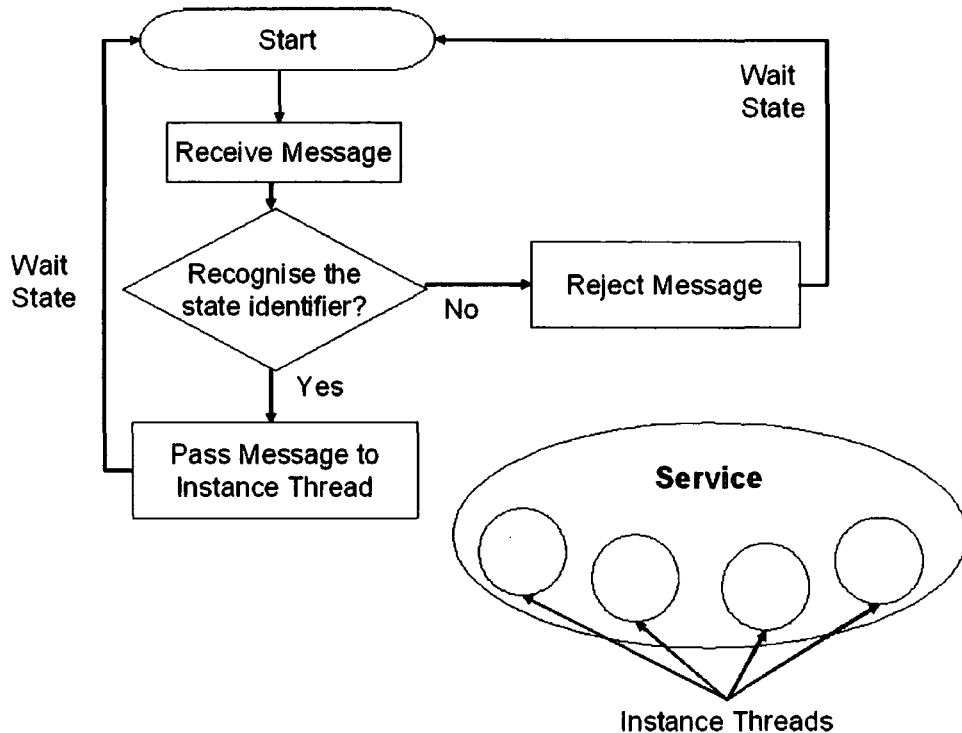 Start
Wait
State
Receive Message
Wait
State
Recognise the
state identifier?
No
Reject Message
Yes
Pass Message to
Instance Thread
Service
Instance Threads